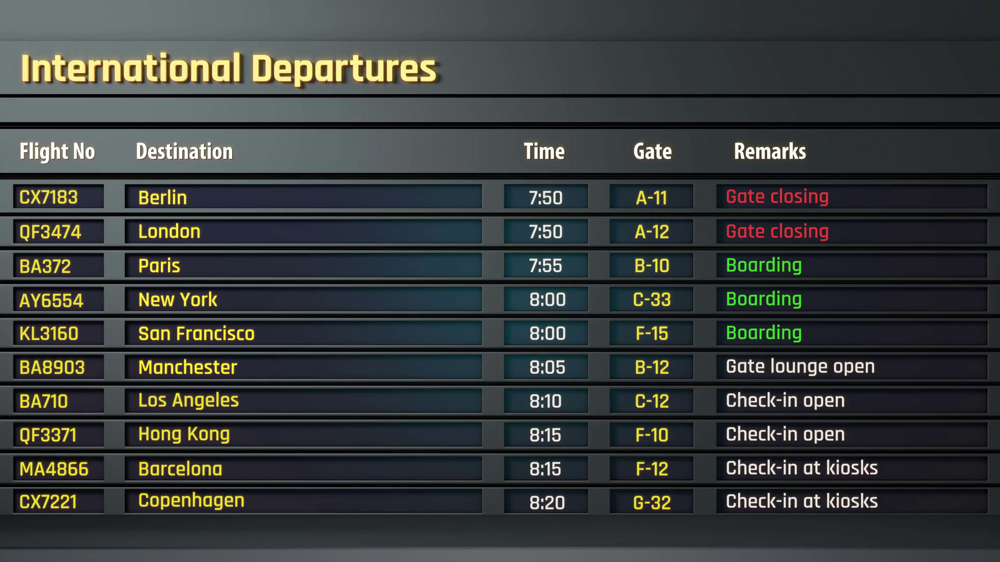 International Departures
Flight No Destination Time Gate Remarks
CX7183 Berlin 7:50 A-11 Gate closing
QF3474 London 7:50 A-12 Gate closing
BA372 Paris 7:55 B-10 Boarding
AY6554 New York 8:00 C-33 Boarding
KL3160 San Francisco 8:00 F-15 Boarding
BA8903 Manchester 8:05 B-12 Gate lounge open
BA710 Los Angeles 8:10 C-12 Check-in open
QF3371 Hong Kong 8:15 F-10 Check-in open
MA4866 Barcelona 8:15 F-12 Check-in at kiosks
CX7221 Copenhagen 8:20 G-32 Check-in at kiosks